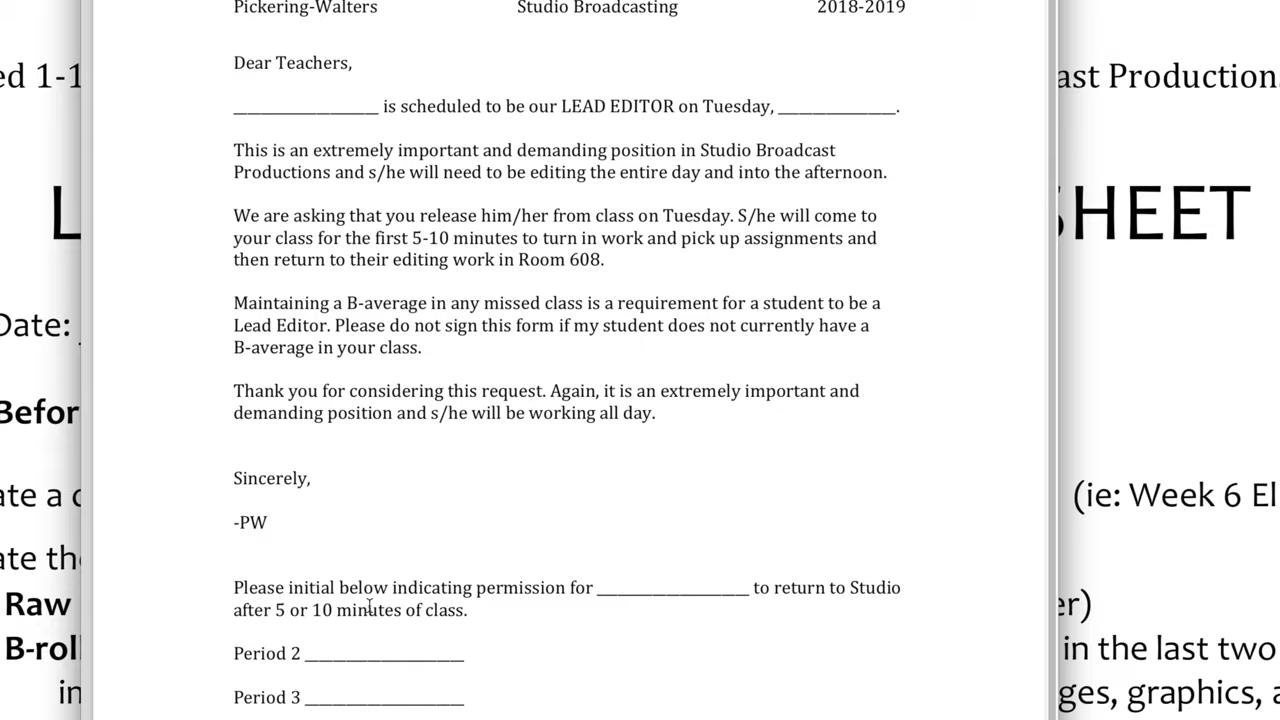 Pickering-Walters Studio Broadcasting 2018-2019
Dear Teachers,
__________________ is scheduled to be our LEAD EDITOR on Tuesday, _______________.
This is an extremely important and demanding position in Studio Broadcast
Productions and s/he will need to be editing the entire day and into the afternoon.
We are asking that you release him/her from class on Tuesday. S/he will come to
your class for the first 5-10 minutes to turn in work and pick up assignments and
then return to their editing work in Room 608.
Maintaining a B-average in any missed class is a requirement for a student to be a
Lead Editor. Please do not sign this form if my student does not currently have a
B-average in your class.
Thank you for considering this request. Again, it is an extremely important and
demanding position and s/he will be working all day.
Sincerely,
-PW
Please initial below indicating permission for ___________________ to return to Studio
after 5 or 10 minutes of class.
Period 2 ____________________
Period 3 ____________________
ed 1-1
ast Production
L
SHEET
Date:
Befor
ate a
(ie: Week 6 El
ate the
Raw
er)
B-roll
in the last two
in
ges, graphics, a